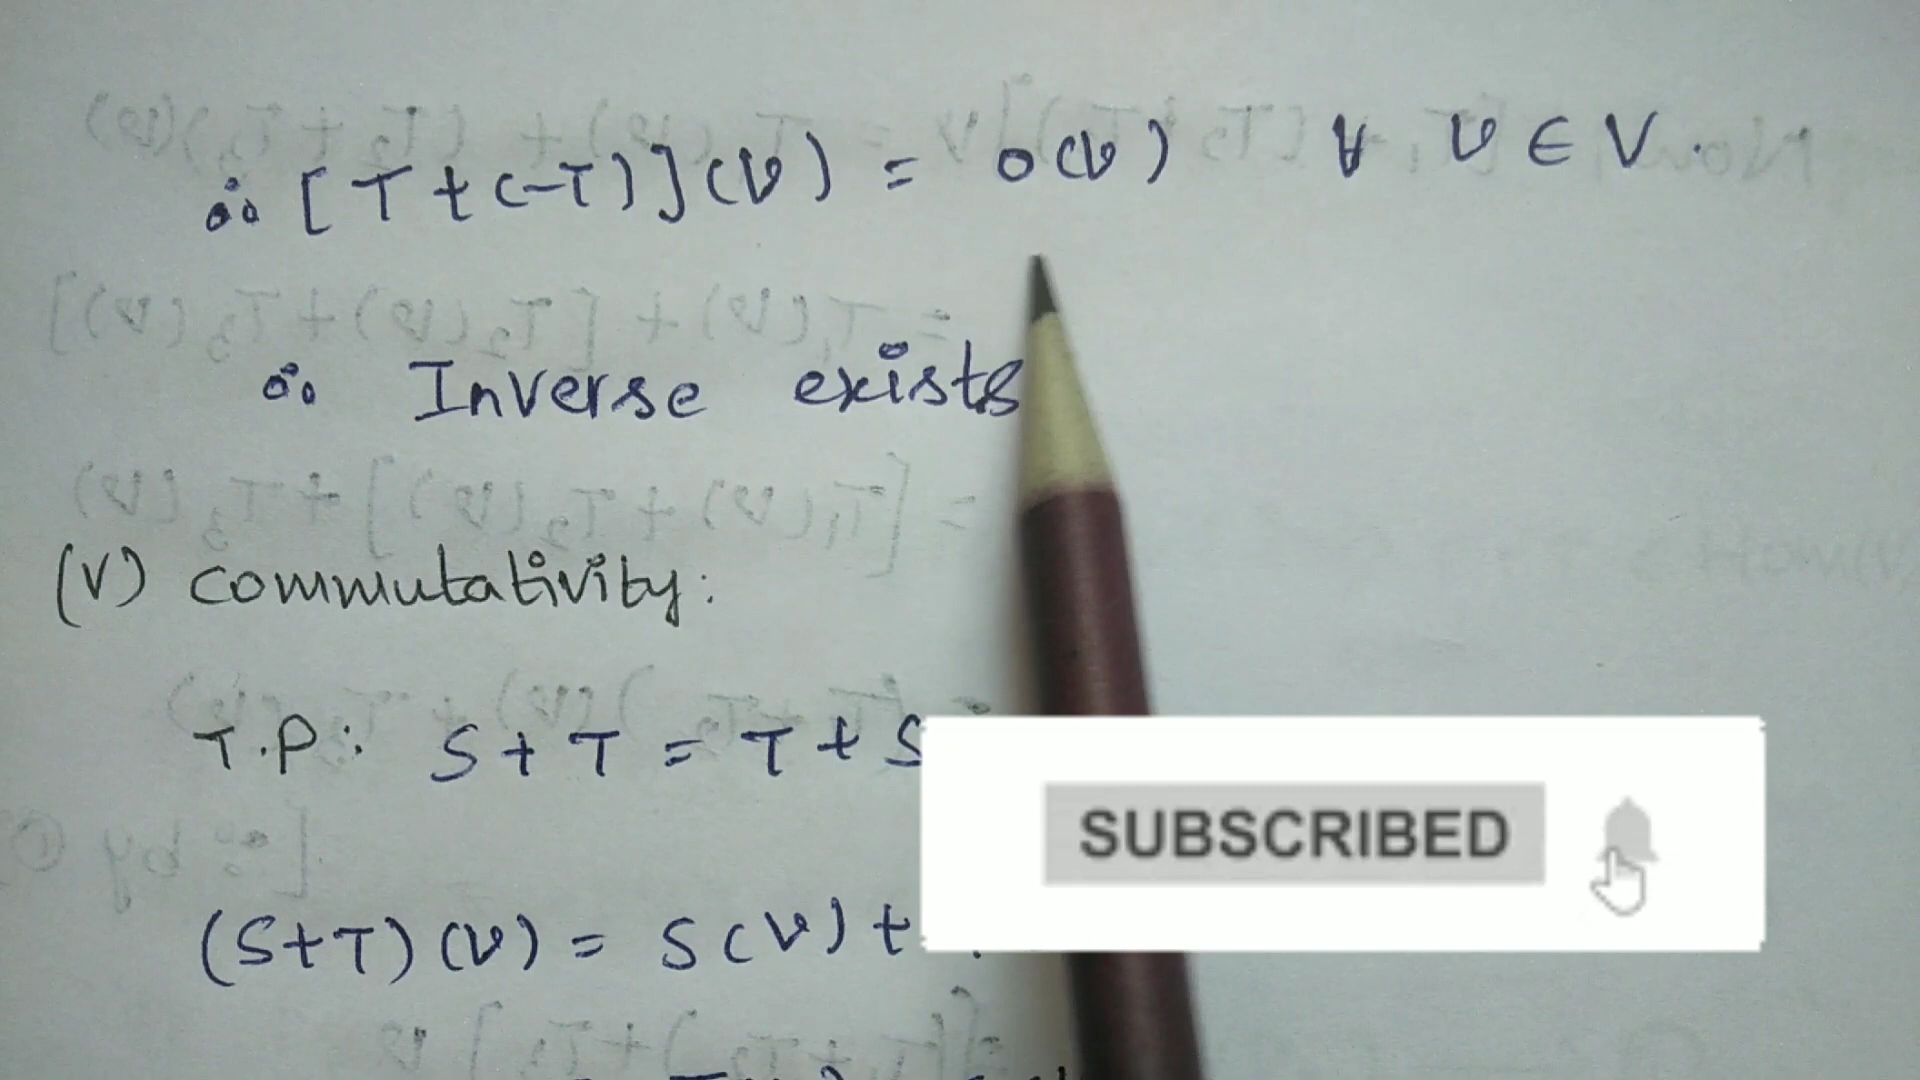 ∴ [T+(-T)](v) = 0(v) ∀ v ∈ V.
∴ Inverse exists
(V) commutativity:
T.P: S+T = T+S
SUBSCRIBED
(S+T)(v) = S(v)+